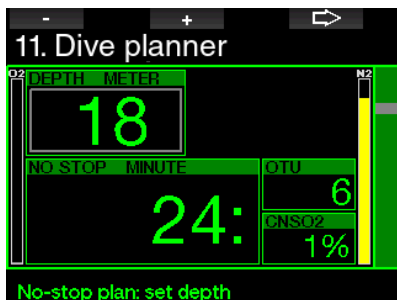 - +
11. Dive planner
O2 DEPTH METER N2
18
NO STOP MINUTE OTU
6
24:
CNSO2
1%
No-stop plan: set depth